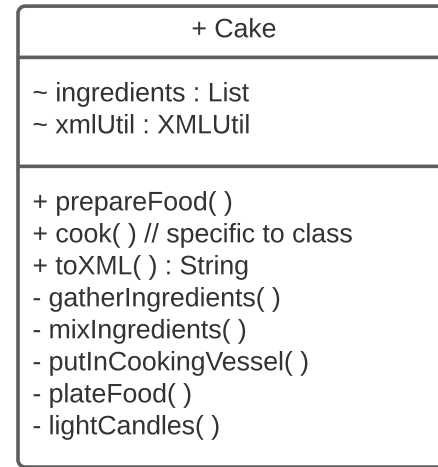 + Cake
~ ingredients : List
~ xmlUtil : XMLUtil
+ prepareFood( )
+ cook( ) // specific to class
+ toXML( ) : String
- gatherIngredients( )
- mixIngredients( )
- putInCookingVessel( )
- plateFood( )
- lightCandles( )